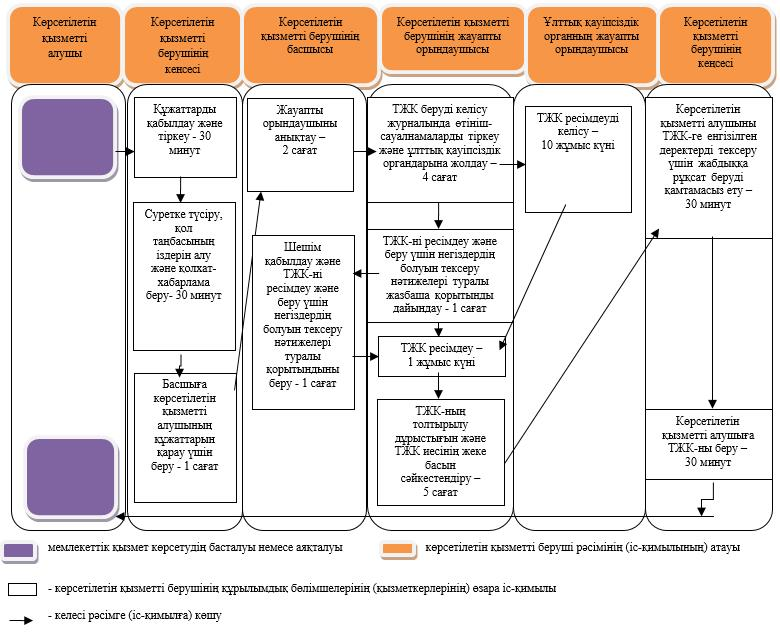 Көрсетілетін
қызметті
алушы
Көрсетілетін
қызметті
берушінің
кенсесі
Көрсетілетін
қызметті берушінің
басшысы
Көрсетілетін қызметті
берушінің жауапты
орындаушысы
Ұлттық қауіпсіздік
органның жауапты
орындаушысы
Көрсетілетін
қызметті
берушінің
кеңсесі
Құжаттарды
қабылдау және
тіркеу - 30
минут
Суретке түсіру,
қол
таңбасының
іздерін алу
және қолхат-
хабарлама
беру- 30 минут
Басшыға
көрсетілетін
қызметті
алушының
құжаттарын
қарау үшін
беру - 1 сағат
Жауапты
орындаушыны
анықтау –
2 сағат
Шешім
қабылдау және
ТЖК-ні
ресімдеу және
беру үшін
негіздердің
болуын тексеру
нәтижелері
туралы
қорытындыны
беру - 1 сағат
ТЖК беруді келісу
журналында өтініш-
сауалнамаларды тіркеу
және ұлттық қауіпсіздік
органдарына жолдау –
4 сағат
ТЖК-ні ресімдеу және
беру үшін негіздердің
болуын тексеру
нәтижелері туралы
жазбаша қорытынды
дайындау - 1 сағат
ТЖК ресімдеу –
1 жұмыс күні
ТЖК-ның
толтырылу
дұрыстығын және
ТЖК иесінің жеке
басын
сәйкестендіру –
5 сағат
ТЖК ресімдеуді
келісу –
10 жұмыс күні
Көрсетілетін
қызметті алушыны
ТЖК-ге енгізілген
деректерді тексеру
үшін жабдыққа
рұқсат беруді
қамтамасыз ету –
30 минут
Көрсетілетін
қызметті алушыға
ТЖК-ны беру –
30 минут
мемлекеттік қызмет көрсетудің басталуы немесе аяқталуы
көрсетілетін қызметті беруші рәсімінің (іс-қимылының) атауы
- көрсетілетін қызметті берушінің құрылымдық бөлімшелерінің (қызметкерлерінің) өзара іс-қимылы
- келесі рәсімге (іс-қимылға) көшу